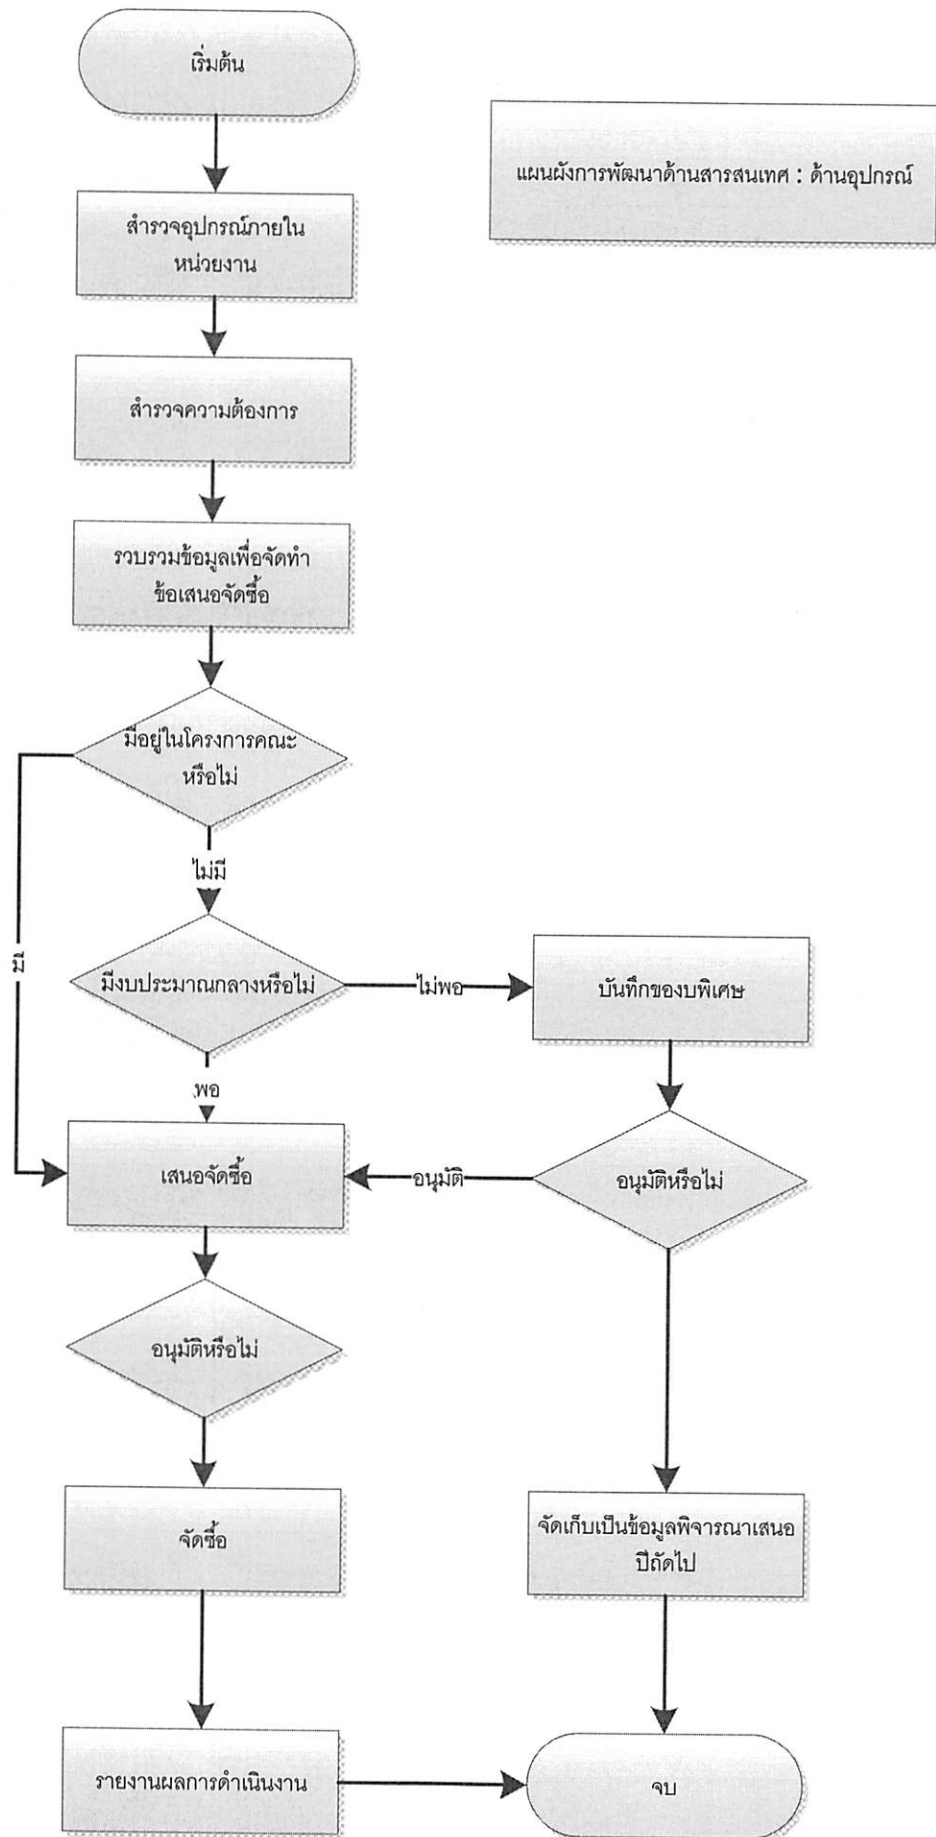 เริ่มต้น
แผนผังการพัฒนาด้านสารสนเทศ : ด้านอุปกรณ์
สำรวจอุปกรณ์ภายใน
หน่วยงาน
สำรวจความต้องการ
รวบรวมข้อมูลเพื่อจัดทำ
ข้อเสนอจัดซื้อ
มีอยู่ในโครงการคณะ
หรือไม่
ไม่มี
มี
มีงบประมาณกลางหรือไม่
ไม่พอ
บันทึกของบพิเศษ
พอ
เสนอจัดซื้อ
อนุมัติ
อนุมัติหรือไม่
อนุมัติหรือไม่
จัดซื้อ
จัดเก็บเป็นข้อมูลพิจารณาเสนอ
ปีถัดไป
รายงานผลการดำเนินงาน
จบ